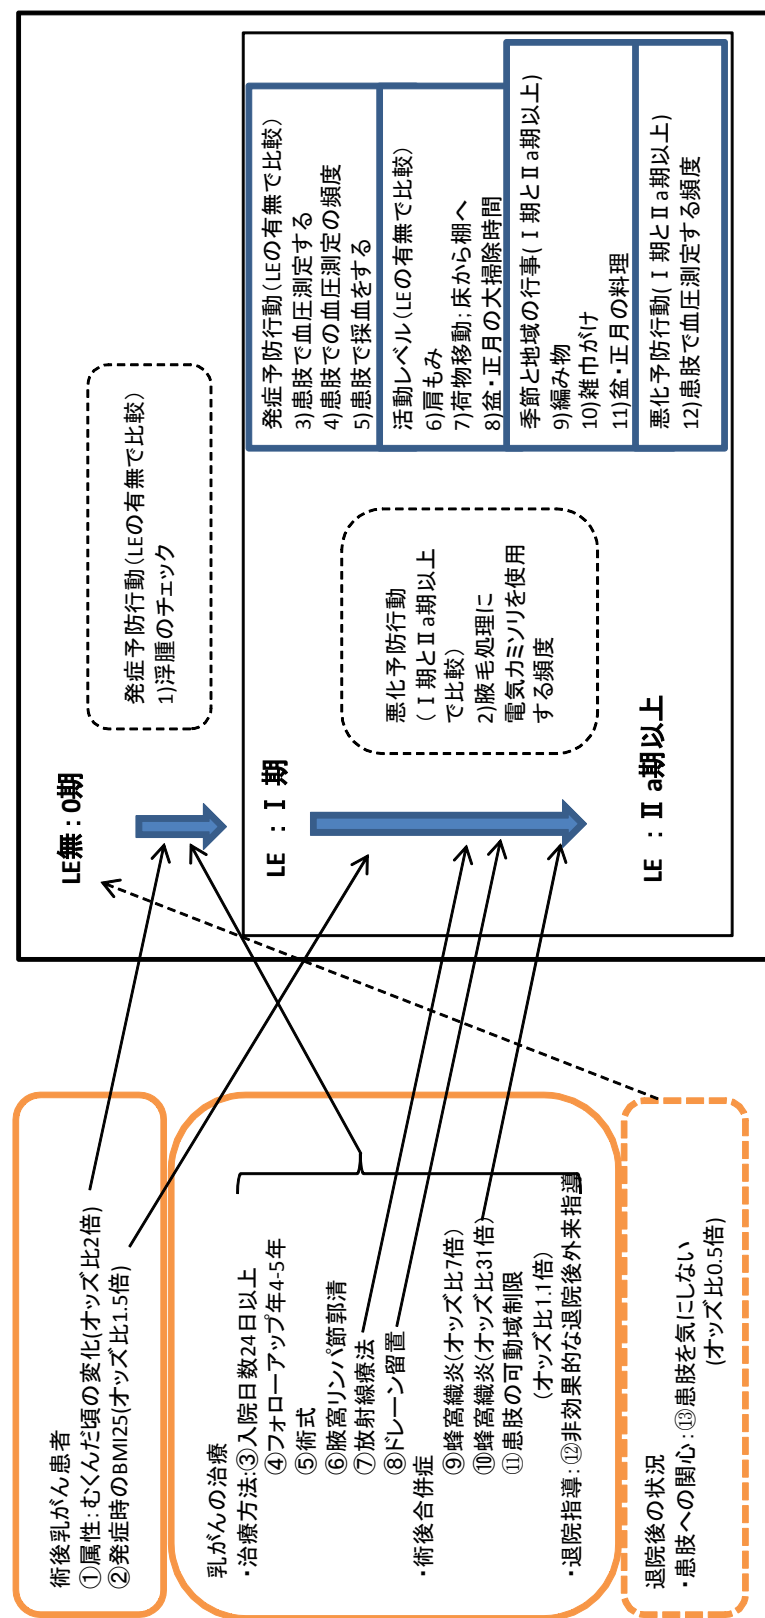 術後乳がん患者
①属性:むくんだ頃の変化(オッズ比2倍)
②発症時のBMI25(オッズ比1.5倍)
乳がんの治療
・治療方法:③入院日数24日以上
④フォローアップ年4-5年
⑤術式
⑥腋窩リンパ節郭清
⑦放射線療法
⑧ドレーン留置
・術後合併症
⑨蜂窩織炎(オッズ比7倍)
⑩蜂窩織炎(オッズ比31倍)
⑪患肢の可動域制限
(オッズ比1.1倍)
・退院指導:⑫非効果的な退院後外来指導
退院後の状況
・患肢への関心:⑬患肢を気にしない
(オッズ比0.5倍)
LE無:0期
LE :Ⅰ期
LE :Ⅱa期以上
発症予防行動(LEの有無で比較)
1)浮腫のチェック
悪化予防行動
(Ⅰ期とⅡa期以上
で比較)
2)腋毛処理に
電気カミソリを使用
する頻度
発症予防行動(LEの有無で比較)
3)患肢で血圧測定する
4)患肢での血圧測定の頻度
5)患肢で採血をする
活動レベル(LEの有無で比較)
6)肩もみ
7)荷物移動;床から棚へ
8)盆・正月の大掃除時間
季節と地域の行事(Ⅰ期とⅡa期以上)
9)編み物
10)雑巾がけ
11)盆・正月の料理
悪化予防行動(Ⅰ期とⅡa期以上)
12)患肢で血圧測定する頻度